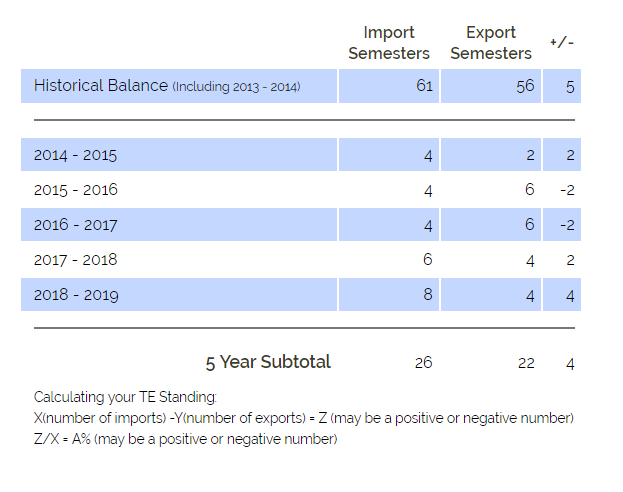 Import Semesters Export Semesters +/-
Historical Balance (Including 2013 - 2014) 61 56 5
2014 - 2015 4 2 2
2015 - 2016 4 6 -2
2016 - 2017 4 6 -2
2017 - 2018 6 4 2
2018 - 2019 8 4 4
5 Year Subtotal 26 22 4
Calculating your TE Standing:
X(number of imports) -Y(number of exports) = Z (may be a positive or negative number)
Z/X = A% (may be a positive or negative number)